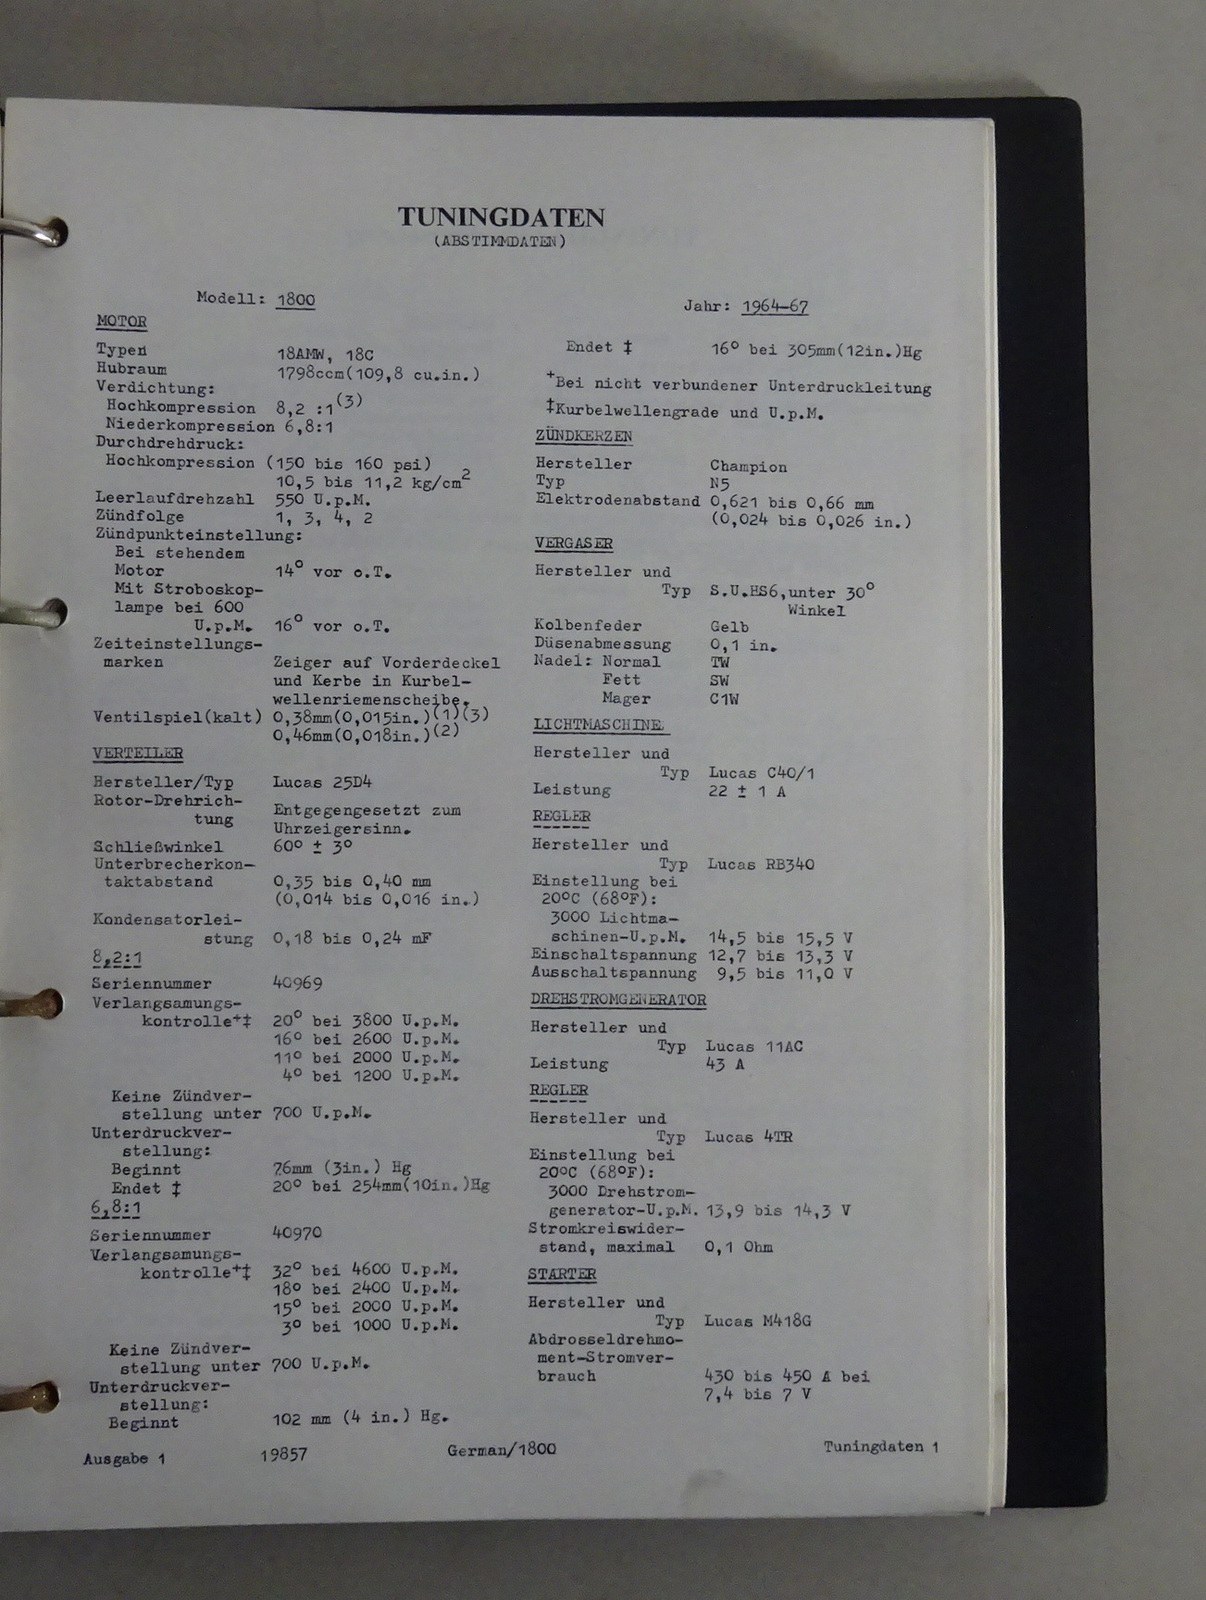 TUNINGDATEN
(ABSTIMMDATEN)
Modell: 1800
Jahr: 1964-67
MOTOR
Typen 18AMW, 18C
Hubraum 1798ccm(109,8 cu.in.)
Verdichtung:
Hochkompression 8,2 :1(3)
Niederkompression 6,8:1
Durchdrehdruck:
Hochkompression (150 bis 160 psi)
10,5 bis 11,2 kg/cm2
Leerlaufdrehzahl 550 U.p.M.
Zündfolge 1, 3, 4, 2
Zündpunkteinstellung:
Bei stehendem
Motor 14° vor o.T.
Mit Stroboskop-
lampe bei 600
U.p.M. 16° vor o.T.
Zeiteinstellungs-
marken Zeiger auf Vorderdeckel
und Kerbe in Kurbel-
wellenriemenscheibe.
Ventilspiel(kalt) 0,38mm(0,015in.)(1)(3)
0,46mm(0,018in.)(2)
VERTEILER
Hersteller/Typ Lucas 25D4
Rotor-Drehrich-
tung Entgegengesetzt zum
Uhrzeigersinn.
Schließwinkel 60° ± 3°
Unterbrecherkon-
taktabstand 0,35 bis 0,40 mm
(0,014 bis 0,016 in.)
Kondensatorlei-
stung 0,18 bis 0,24 mF
8,2:1
Seriennummer 40969
Verlangsamungs-
kontrolle+‡ 20° bei 3800 U.p.M.
16° bei 2600 U.p.M.
11° bei 2000 U.p.M.
4° bei 1200 U.p.M.
Keine Zündver-
stellung unter 700 U.p.M.
Unterdruckver-
stellung:
Beginnt 76mm (3in.) Hg
Endet ‡ 20° bei 254mm(10in.)Hg
6,8:1
Seriennummer 40970
Verlangsamungs-
kontrolle+‡ 32° bei 4600 U.p.M.
18° bei 2400 U.p.M.
15° bei 2000 U.p.M.
3° bei 1000 U.p.M.
Keine Zündver-
stellung unter 700 U.p.M.
Unterdruckver-
stellung:
Beginnt 102 mm (4 in.) Hg.
Endet ‡ 16° bei 305mm(12in.)Hg
+Bei nicht verbundener Unterdruckleitung
‡Kurbelwellengrade und U.p.M.
ZÜNDKERZEN
Hersteller Champion
Typ N5
Elektrodenabstand 0,621 bis 0,66 mm
(0,024 bis 0,026 in.)
VERGASER
Hersteller und
Typ S.U.HS6,unter 30°
Winkel
Kolbenfeder Gelb
Düsenabmessung 0,1 in.
Nadel: Normal TW
Fett SW
Mager C1W
LICHTMASCHINE
Hersteller und
Typ Lucas C40/1
Leistung 22 ± 1 A
REGLER
Hersteller und
Typ Lucas RB340
Einstellung bei
20°C (68°F):
3000 Lichtma-
schinen-U.p.M. 14,5 bis 15,5 V
Einschaltspannung 12,7 bis 13,3 V
Ausschaltspannung 9,5 bis 11,0 V
DREHSTROMGENERATOR
Hersteller und
Typ Lucas 11AC
Leistung 43 A
REGLER
Hersteller und
Typ Lucas 4TR
Einstellung bei
20°C (68°F):
3000 Drehstrom-
generator-U.p.M. 13,9 bis 14,3 V
Stromkreiswider-
stand, maximal 0,1 Ohm
STARTER
Hersteller und
Typ Lucas M418G
Abdrosseldrehmo-
ment-Stromver-
brauch 430 bis 450 A bei
7,4 bis 7 V
Ausgabe 1 19857 German/1800 Tuningdaten 1